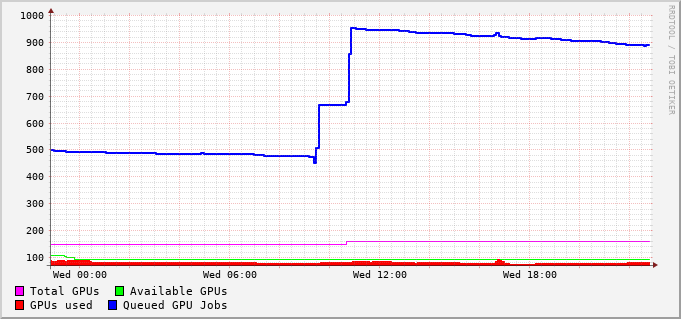 1000
900
800
700
600
500
400
300
200
100
Wed 00:00 Wed 06:00 Wed 12:00 Wed 18:00
Total GPUs Available GPUs
GPUs used Queued GPU Jobs
RRDTOOL / TOBI OETIKER